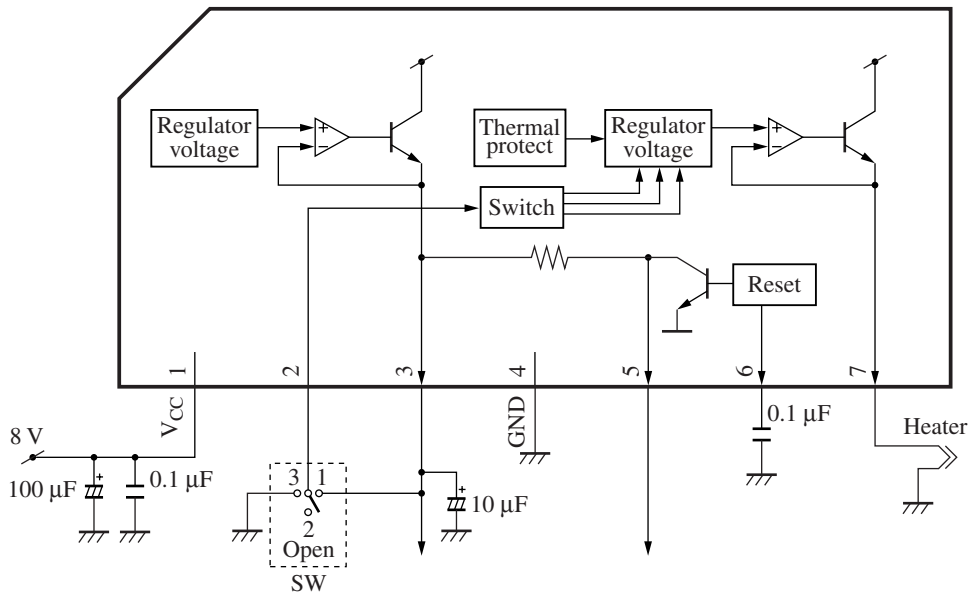 Regulator
voltage
+
−
Thermal
protect
Regulator
voltage
+
−
Switch
Reset
1
2
3
4
5
6
7
V_CC
GND
8 V
100 µF
+
0.1 µF
3
1
2
Open
SW
+
10 µF
0.1 µF
Heater